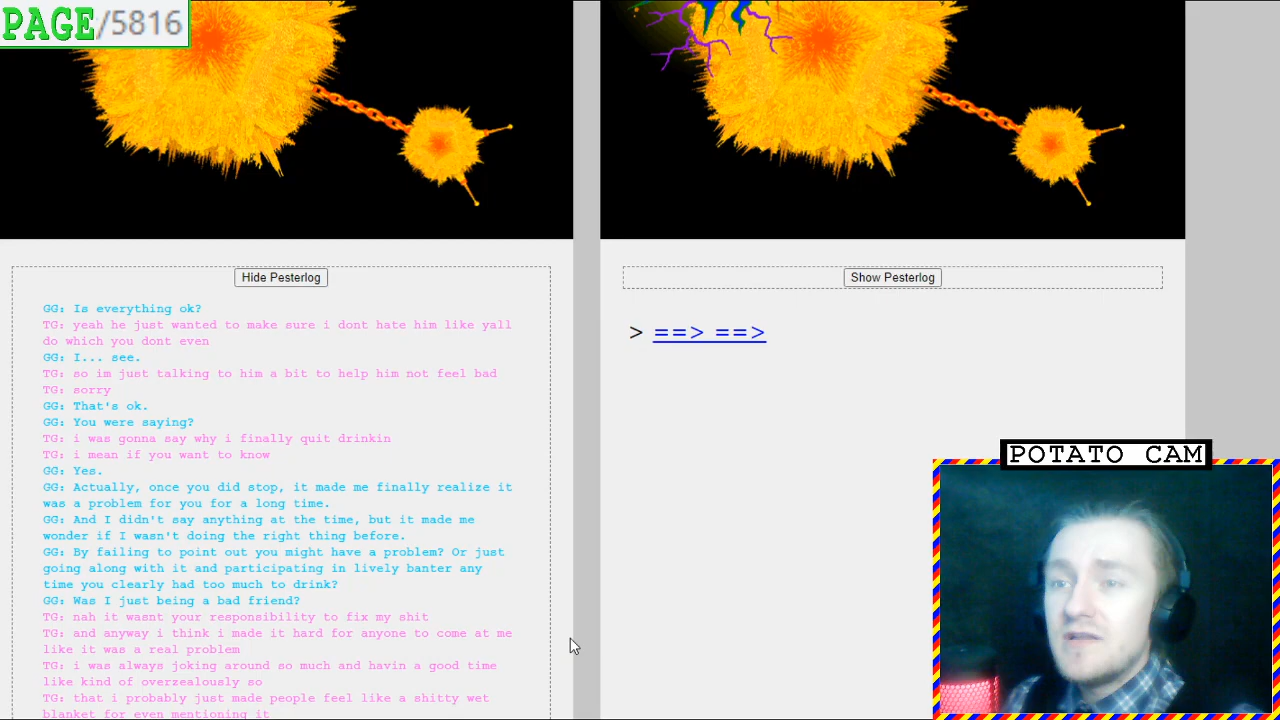 PAGE/5816
Hide Pesterlog
Show Pesterlog
GG: Is everything ok?
TG: yeah he just wanted to make sure i dont hate him like yall
do which you dont even
GG: I... see.
TG: so im just talking to him a bit to help him not feel bad
TG: sorry
GG: That's ok.
GG: You were saying?
TG: i was gonna say why i finally quit drinkin
TG: i mean if you want to know
GG: Yes.
GG: Actually, once you did stop, it made me finally realize it
was a problem for you for a long time.
GG: And I didn't say anything at the time, but it made me
wonder if I wasn't doing the right thing before.
GG: By failing to point out you might have a problem? Or just
going along with it and participating in lively banter any
time you clearly had too much to drink?
GG: Was I just being a bad friend?
TG: nah it wasnt your responsibility to fix my shit
TG: and anyway i think i made it hard for anyone to come at me
like it was a real problem
TG: i was always joking around so much and havin a good time
like kind of overzealously so
TG: that i probably just made people feel like a shitty wet
blanket for even mentioning it
> ==> ==>
POTATO CAM